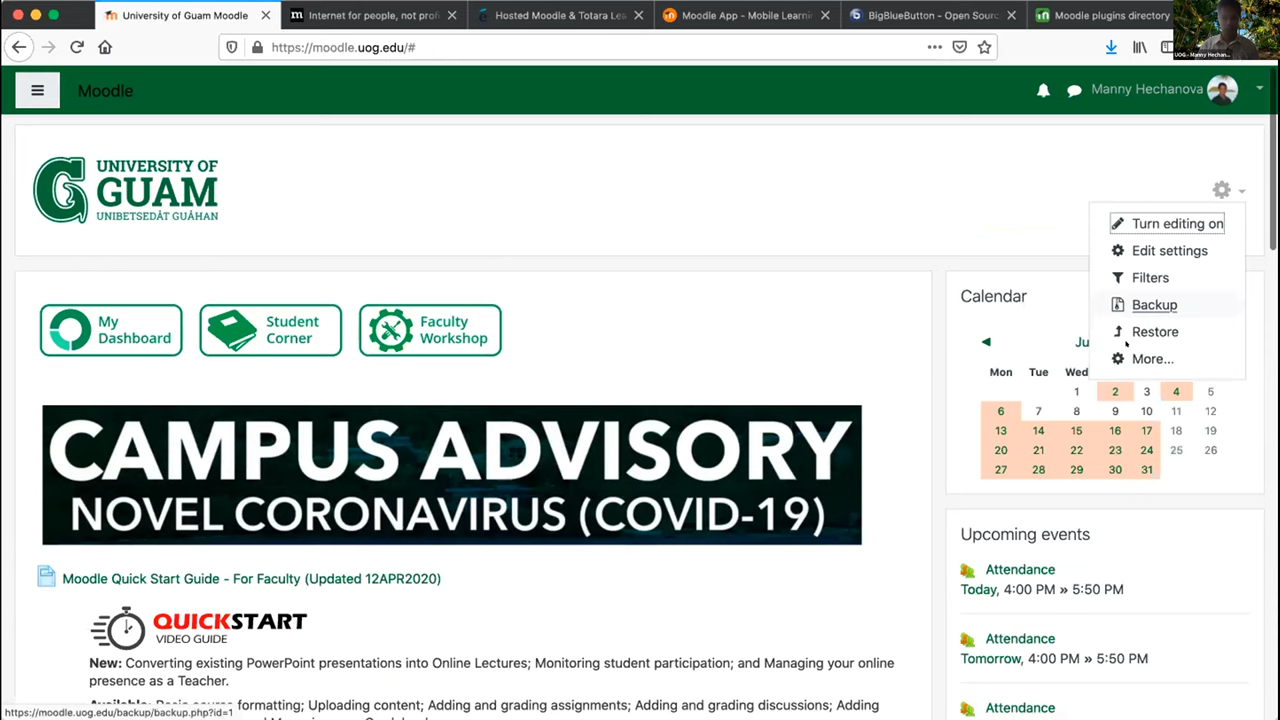 University of Guam Moodle
Internet for people, not prof
Hosted Moodle & Totara Lea
Moodle App - Mobile Learni
BigBlueButton - Open Sourc
Moodle plugins directory
https://moodle.uog.edu/#
UOG - Manny Hechan...
Moodle
Manny Hechanova
UNIVERSITY OF
GUAM
UNIBETSEDÅT GUÅHAN
Turn editing on
Edit settings
Filters
Backup
Restore
More...
My
Dashboard
Student
Corner
Faculty
Workshop
CAMPUS ADVISORY
NOVEL CORONAVIRUS (COVID-19)
Moodle Quick Start Guide - For Faculty (Updated 12APR2020)
QUICKSTART
VIDEO GUIDE
New: Converting existing PowerPoint presentations into Online Lectures; Monitoring student participation; and Managing your online
presence as a Teacher.
formatting; Uploading content; Adding and grading assignments; Adding and grading discussions; Adding
Calendar
Ju
Mon Tue Wed
1 2 3 4 5
6 7 8 9 10 11 12
13 14 15 16 17 18 19
20 21 22 23 24 25 26
27 28 29 30 31
Upcoming events
Attendance
Today, 4:00 PM » 5:50 PM
Attendance
Tomorrow, 4:00 PM » 5:50 PM
Attendance
https://moodle.uog.edu/backup/backup.php?id=1